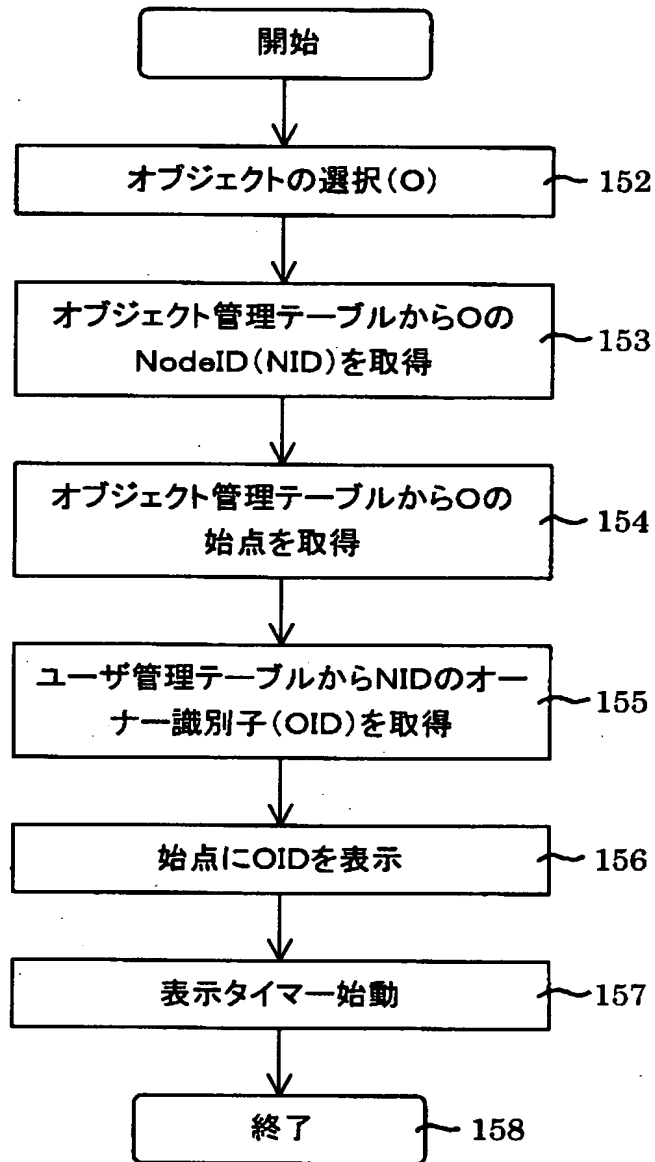 開始
オブジェクトの選択(O)
152
オブジェクト管理テーブルからOの
NodeID(NID)を取得
153
オブジェクト管理テーブルからOの
始点を取得
154
ユーザ管理テーブルからNIDのオー
ナー識別子(OID)を取得
155
始点にOIDを表示
156
表示タイマー始動
157
終了
158